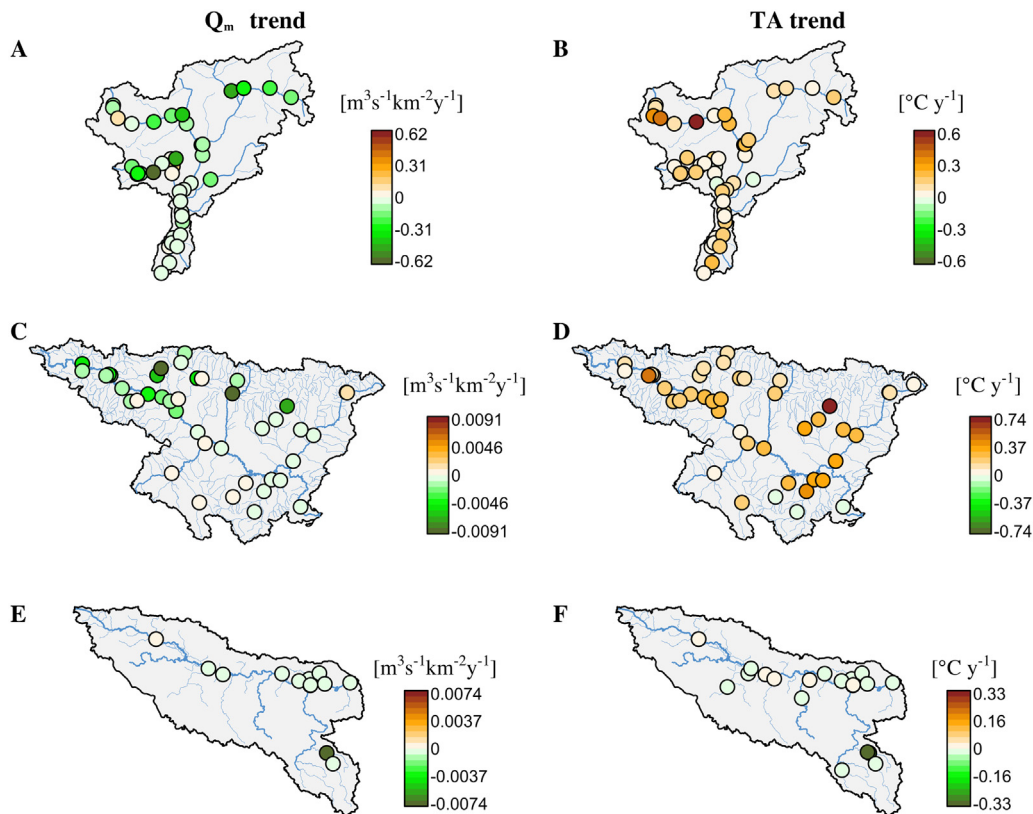 Qₘ trend
TA trend
A
[m³s⁻¹km⁻²y⁻¹]
0.62
0.31
0
-0.31
-0.62
B
[°C y⁻¹]
0.6
0.3
0
-0.3
-0.6
C
[m³s⁻¹km⁻²y⁻¹]
0.0091
0.0046
0
-0.0046
-0.0091
D
[°C y⁻¹]
0.74
0.37
0
-0.37
-0.74
E
[m³s⁻¹km⁻²y⁻¹]
0.0074
0.0037
0
-0.0037
-0.0074
F
[°C y⁻¹]
0.33
0.16
0
-0.16
-0.33